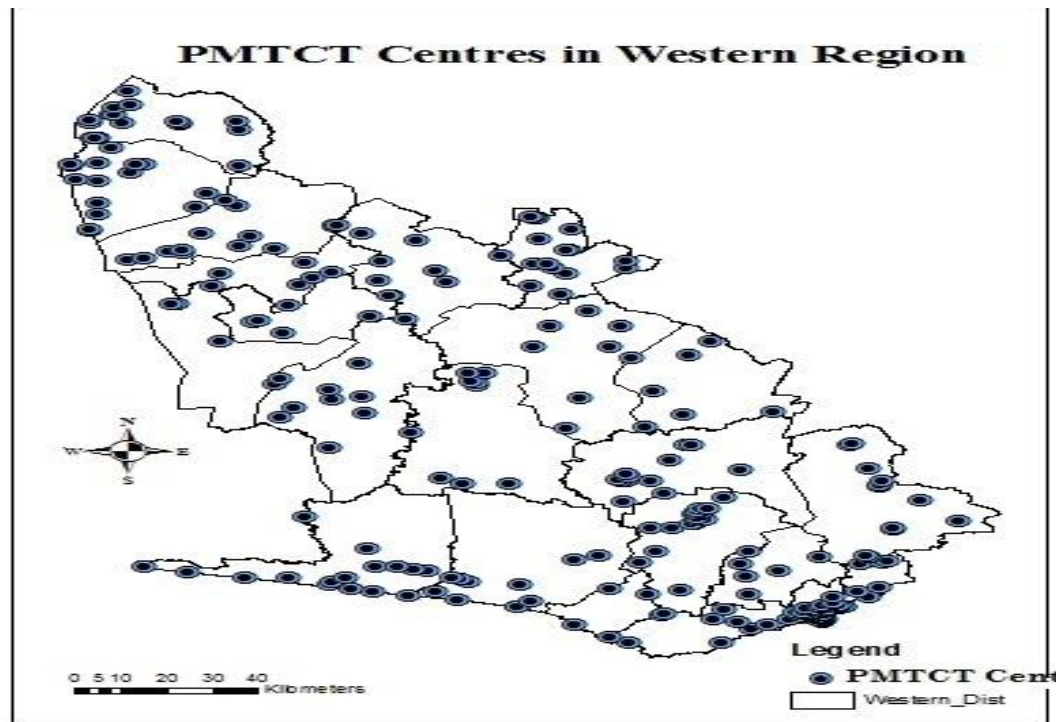 PMTCT Centres in Western Region
N
W E
S
Legend
PMTCT Cent
Western_Dist
0 5 10 20 30 40
Kilometers